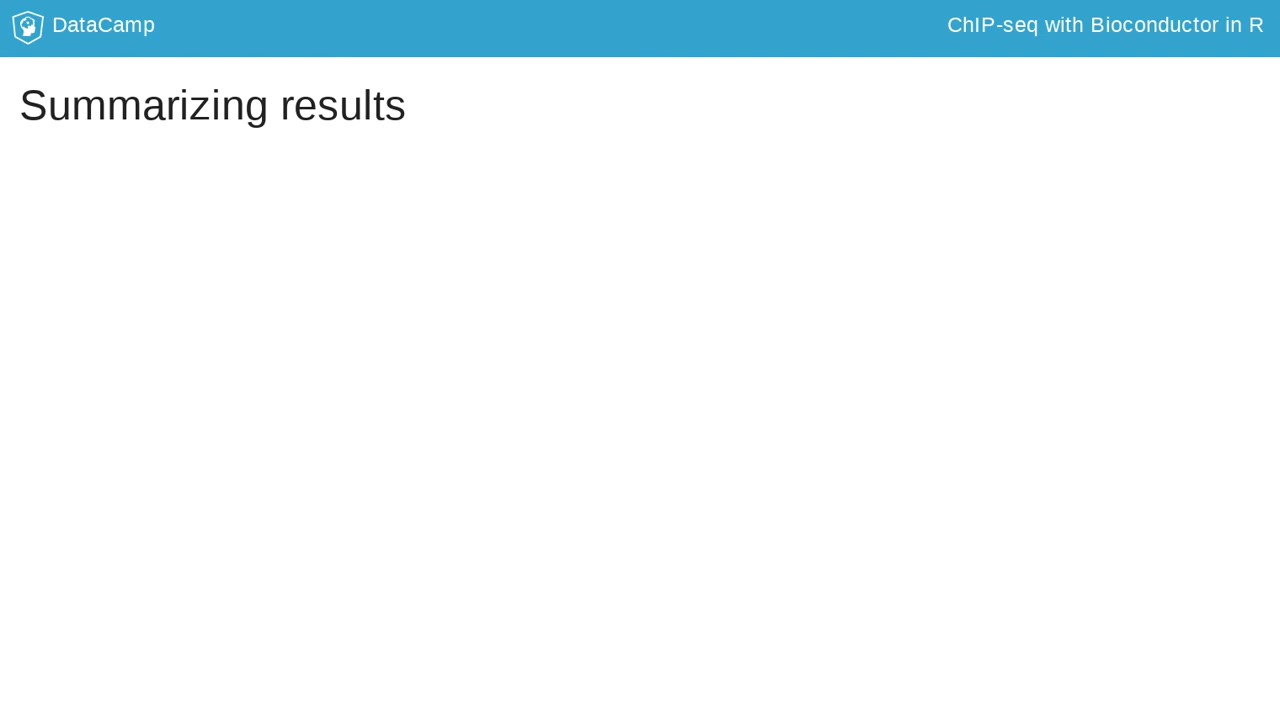 DataCamp
ChIP-seq with Bioconductor in R
Summarizing results